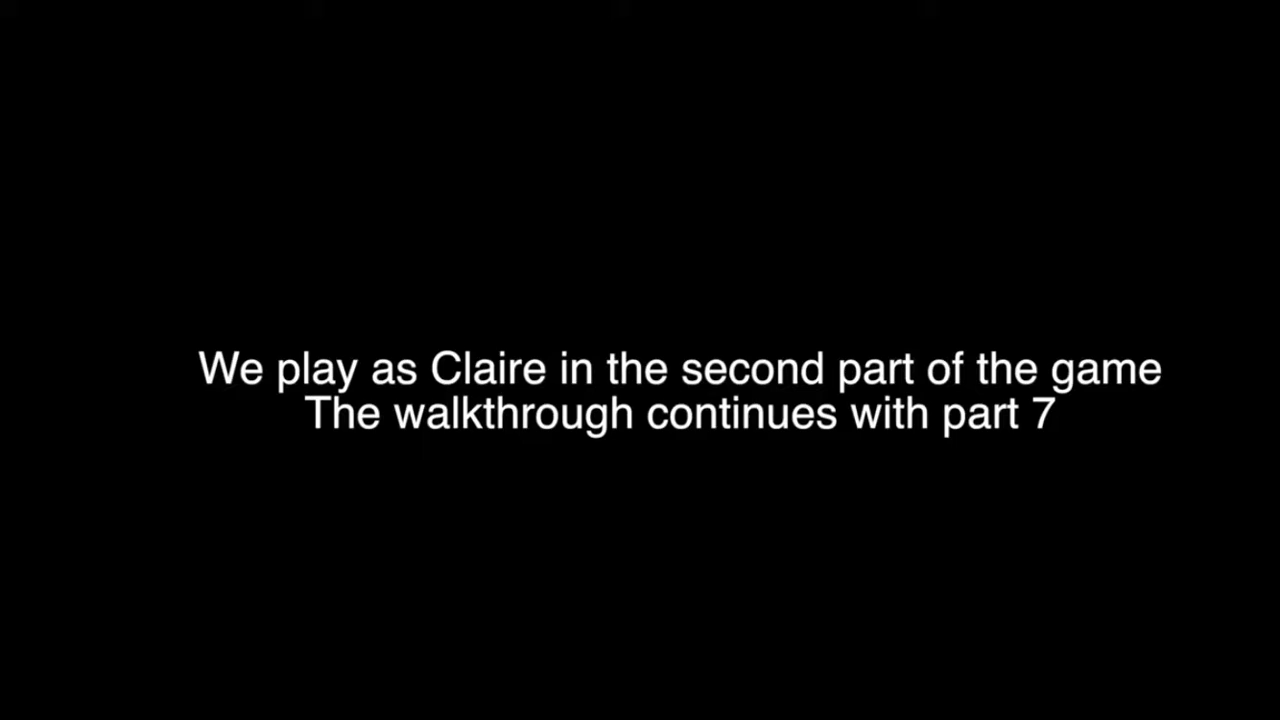 We play as Claire in the second part of the game
The walkthrough continues with part 7